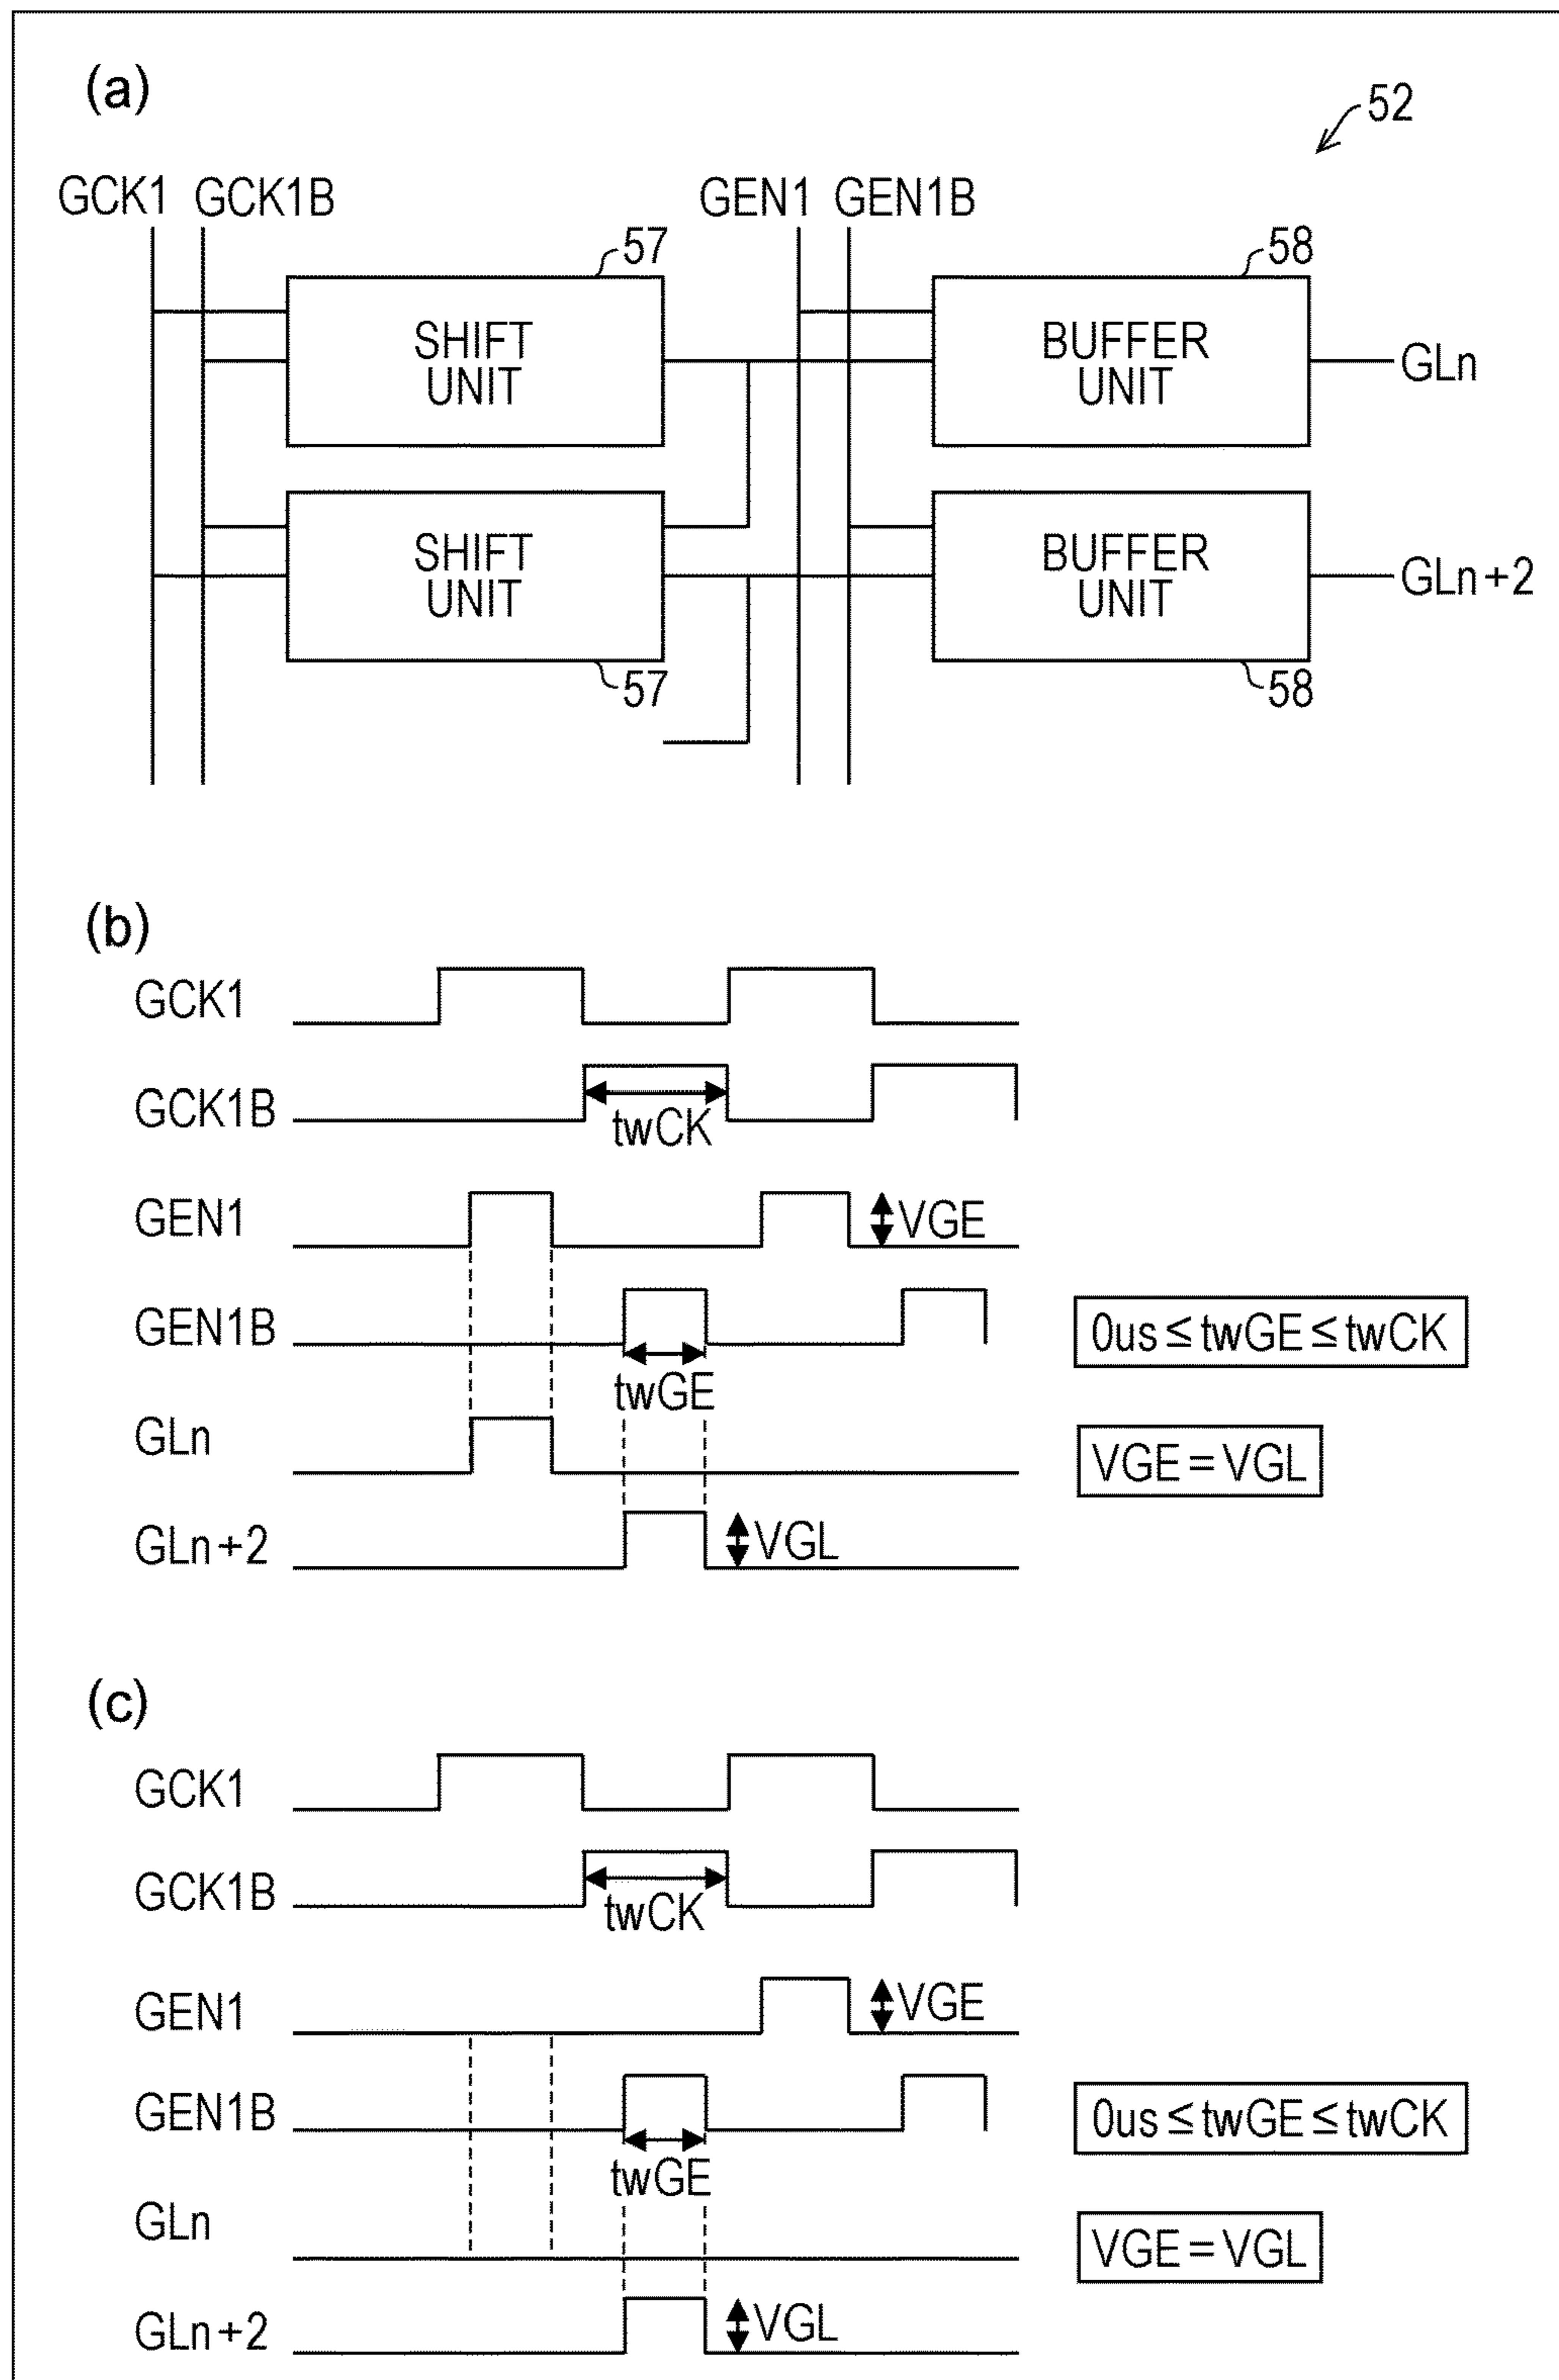 (a)
52
GCK1 GCK1B GEN1 GEN1B
57 58
SHIFT
UNIT
BUFFER
UNIT
GLn
SHIFT
UNIT
BUFFER
UNIT
GLn+2
57 58
(b)
GCK1
GCK1B
twCK
GEN1
VGE
GEN1B
0us ≤ twGE ≤ twCK
twGE
GLn
VGE = VGL
GLn+2
VGL
(c)
GCK1
GCK1B
twCK
GEN1
VGE
GEN1B
0us ≤ twGE ≤ twCK
twGE
GLn
VGE = VGL
GLn+2
VGL